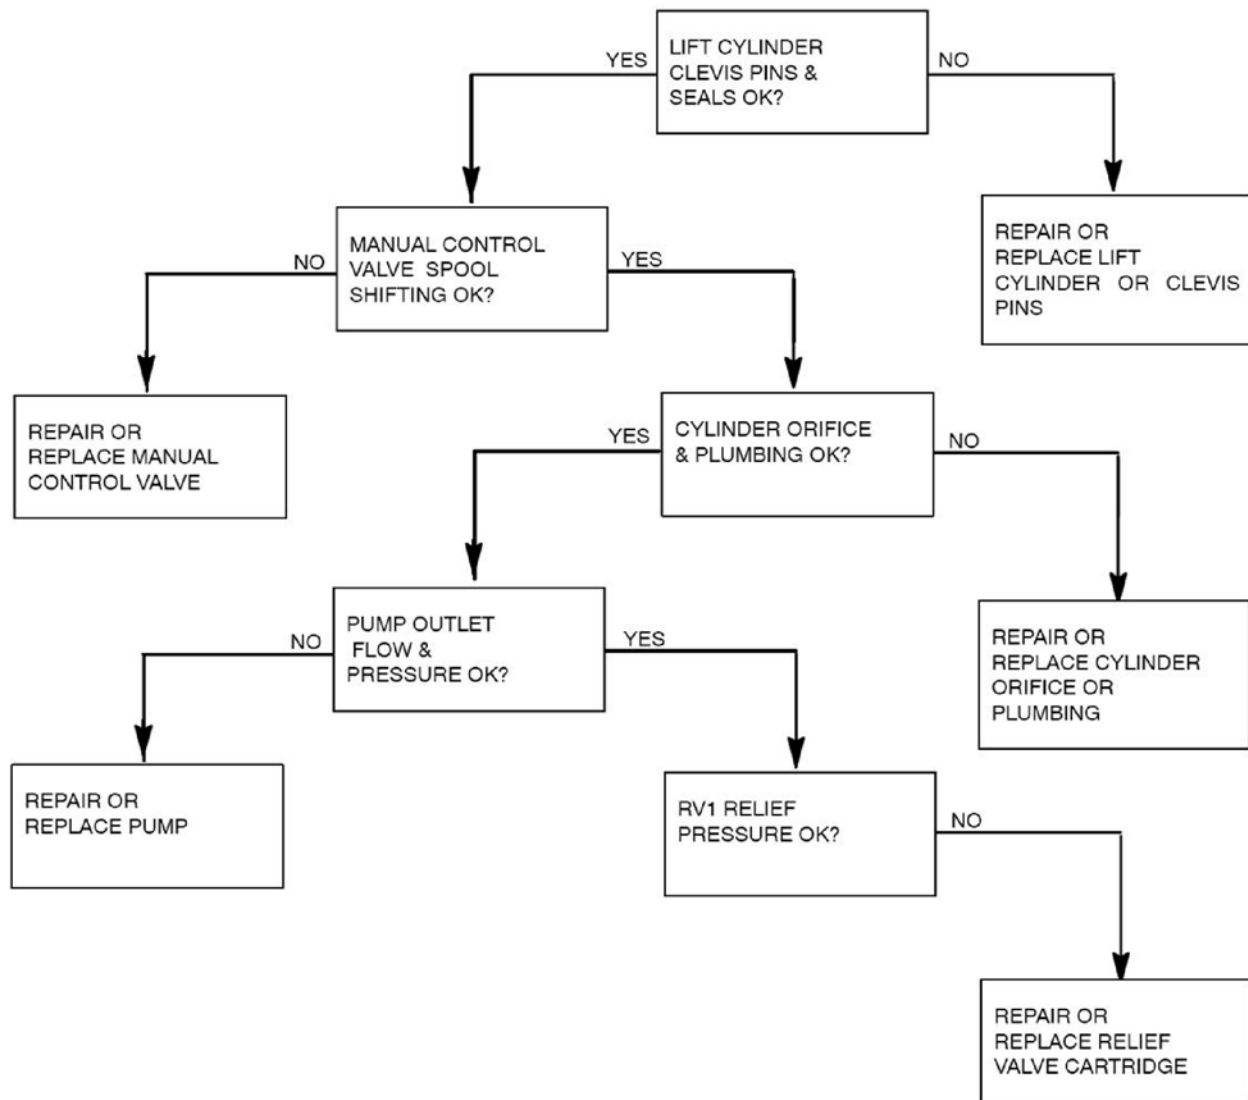 LIFT CYLINDER
CLEVIS PINS &
SEALS OK?
YES
NO
MANUAL CONTROL
VALVE SPOOL
SHIFTING OK?
NO
YES
REPAIR OR
REPLACE LIFT
CYLINDER OR CLEVIS
PINS
REPAIR OR
REPLACE MANUAL
CONTROL VALVE
CYLINDER ORIFICE
& PLUMBING OK?
YES
NO
PUMP OUTLET
FLOW &
PRESSURE OK?
NO
YES
REPAIR OR
REPLACE CYLINDER
ORIFICE OR
PLUMBING
REPAIR OR
REPLACE PUMP
RV1 RELIEF
PRESSURE OK?
NO
REPAIR OR
REPLACE RELIEF
VALVE CARTRIDGE